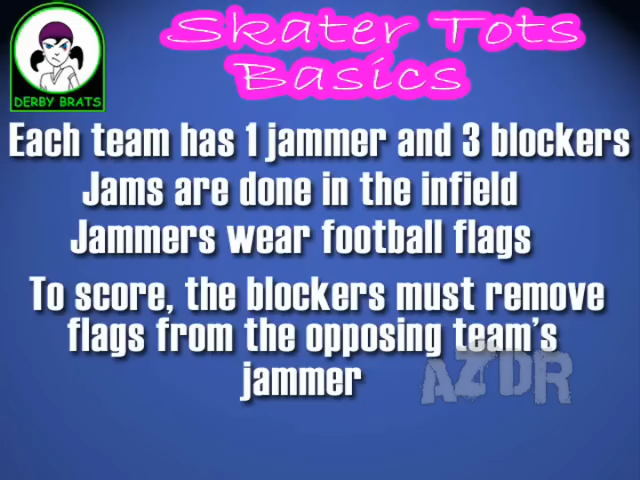 DERBY BRATS
Skater Tots
Basics
Each team has 1 jammer and 3 blockers
Jams are done in the infield
Jammers wear football flags
To score, the blockers must remove
flags from the opposing team's
jammer
AZDR